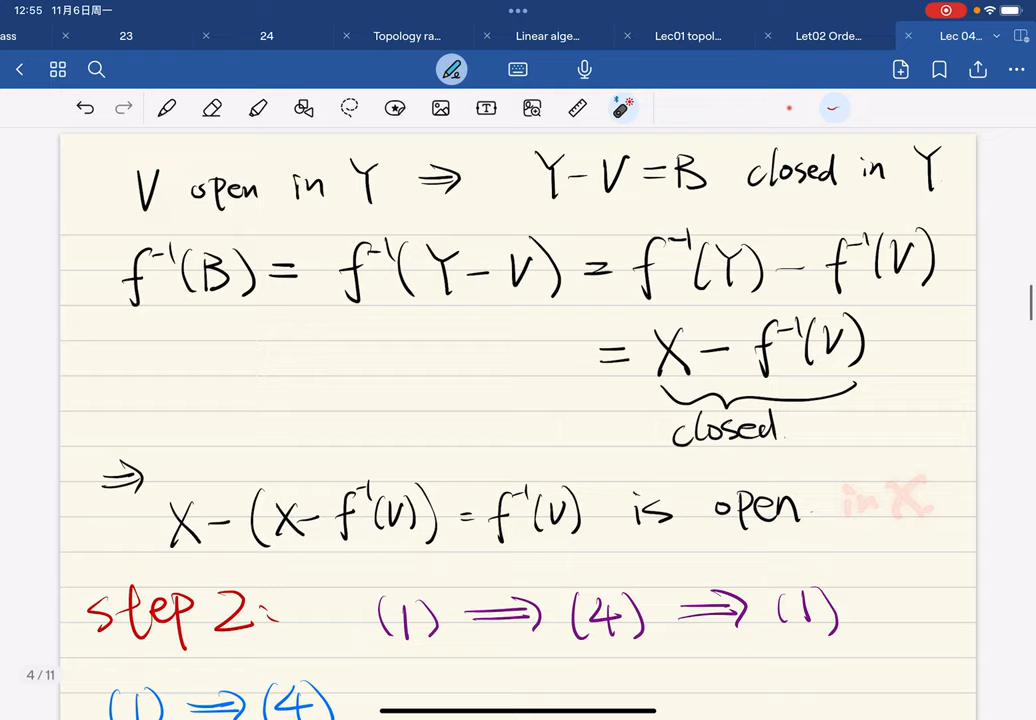 12:55 11月6日周一
ass 23 24 Topology ra... Linear alge... Lec01 topol... Let02 Orde... Lec 04...
V open in Y ⇒ Y-V=B closed in Y
f⁻¹(B)= f⁻¹(Y-V) = f⁻¹(Y) - f⁻¹(V)
= X - f⁻¹(V)
closed.
⇒
X-(X-f⁻¹(V)) = f⁻¹(V) is open. in X
step 2: (1) ⇒ (4) ⇒ (1)
4/11
(1) ⇒ (4)